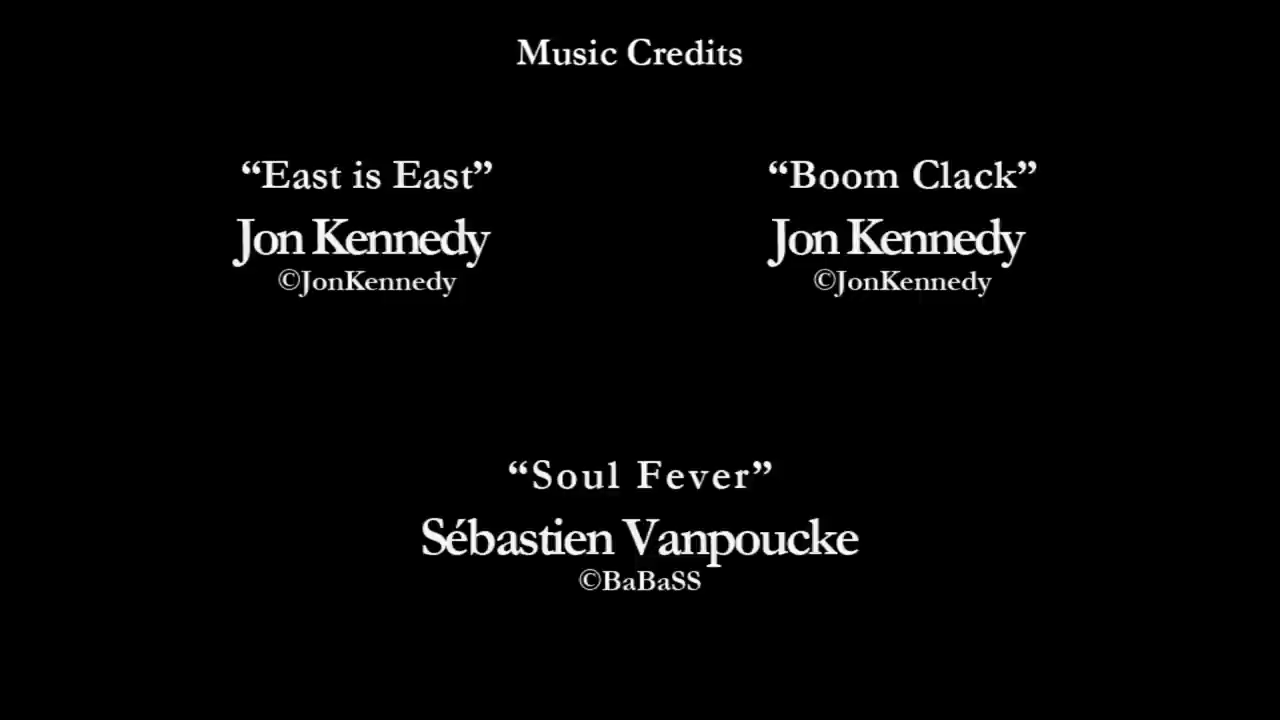 Music Credits
“East is East”
Jon Kennedy
©JonKennedy
“Boom Clack”
Jon Kennedy
©JonKennedy
“Soul Fever”
Sébastien Vanpoucke
©BaBaSS